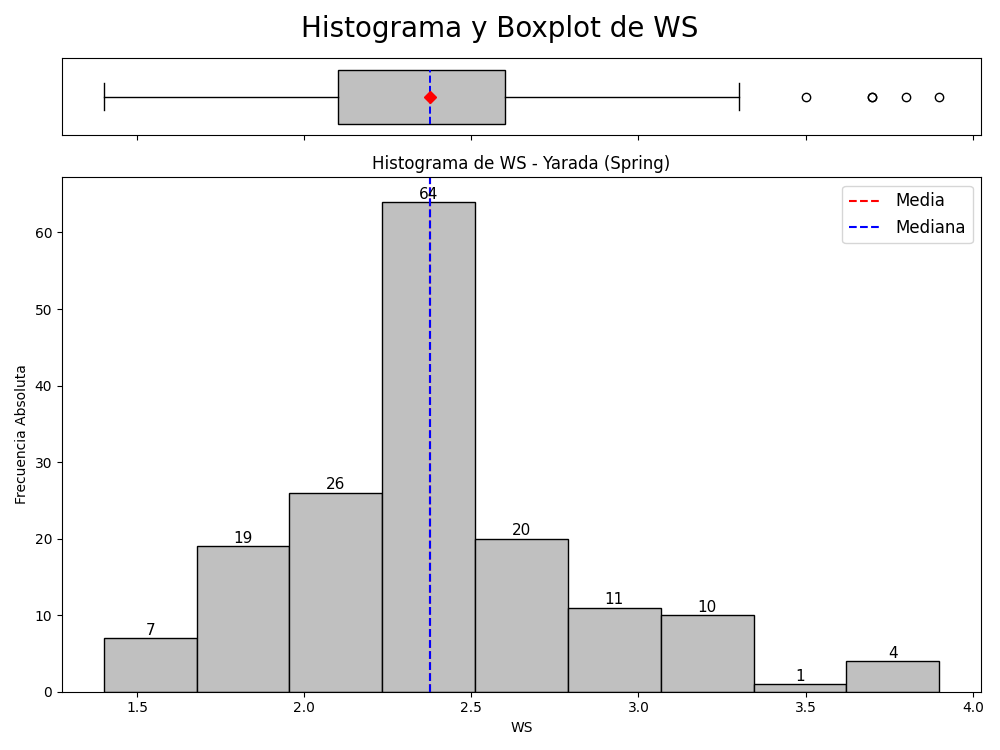 Histograma y Boxplot de WS
Histograma de WS - Yarada (Spring)
Media
Mediana
64
26
20
19
11
10
7
4
1
60
50
40
30
20
10
0
Frecuencia Absoluta
1.5 2.0 2.5 3.0 3.5 4.0
WS